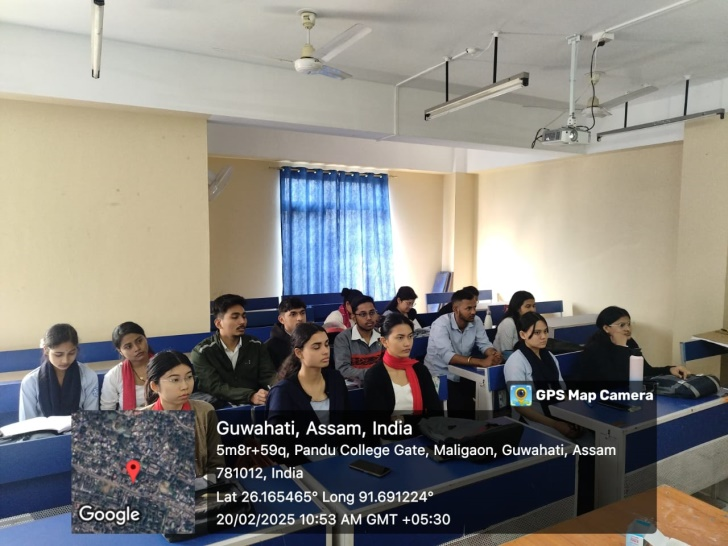 GPS Map Camera
Guwahati, Assam, India
5m8r+59q, Pandu College Gate, Maligaon, Guwahati, Assam
781012, India
Lat 26.165465° Long 91.691224°
20/02/2025 10:53 AM GMT +05:30
Google